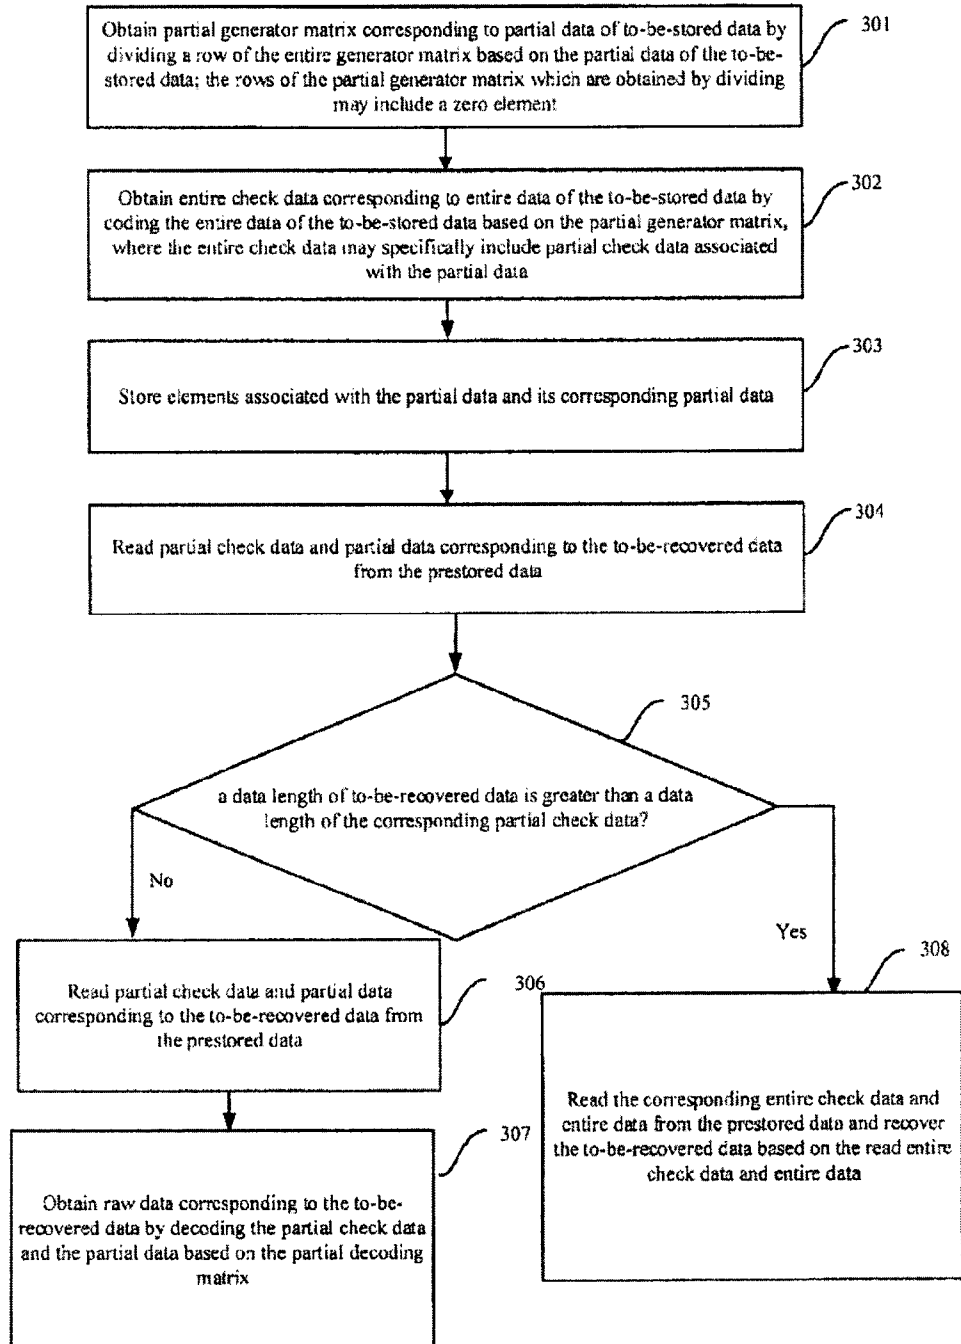 Obtain partial generator matrix corresponding to partial data of to-be-stored data by
dividing a row of the entire generator matrix based on the partial data of the to-be-
stored data; the rows of the partial generator matrix which are obtained by dividing
may include a zero element
301
Obtain entire check data corresponding to entire data of the to-be-stored data by
coding the entire data of the to-be-stored data based on the partial generator matrix,
where the entire check data may specifically include partial check data associated
with the partial data
302
Store elements associated with the partial data and its corresponding partial data
303
Read partial check data and partial data corresponding to the to-be-recovered data
from the prestored data
304
a data length of to-be-recovered data is greater than a data
length of the corresponding partial check data?
305
No
Yes
Read partial check data and partial data
corresponding to the to-be-recovered data from
the prestored data
306
Obtain raw data corresponding to the to-be-
recovered data by decoding the partial check data
and the partial data based on the partial decoding
matrix
307
Read the corresponding entire check data and
entire data from the prestored data and recover
the to-be-recovered data based on the read entire
check data and entire data
308